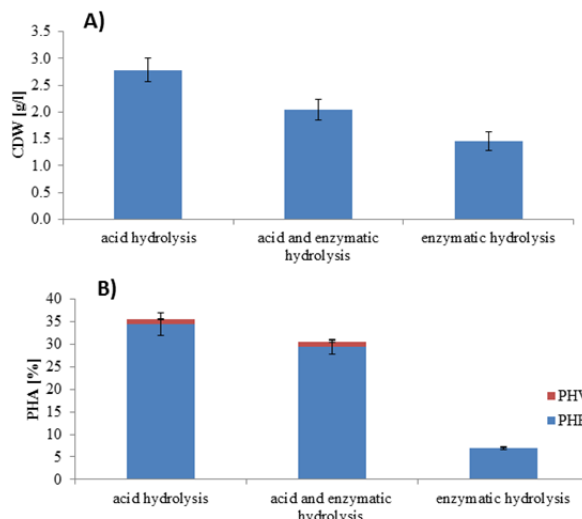 A)
3.5
3.0
2.5
2.0
1.5
1.0
0.5
0.0
CDW [g/l]
acid hydrolysis
acid and enzymatic
hydrolysis
enzymatic hydrolysis
B)
40
35
30
25
20
15
10
5
0
PHA [%]
PHV
acid hydrolysis
acid and enzymatic
hydrolysis
enzymatic hydrolysis